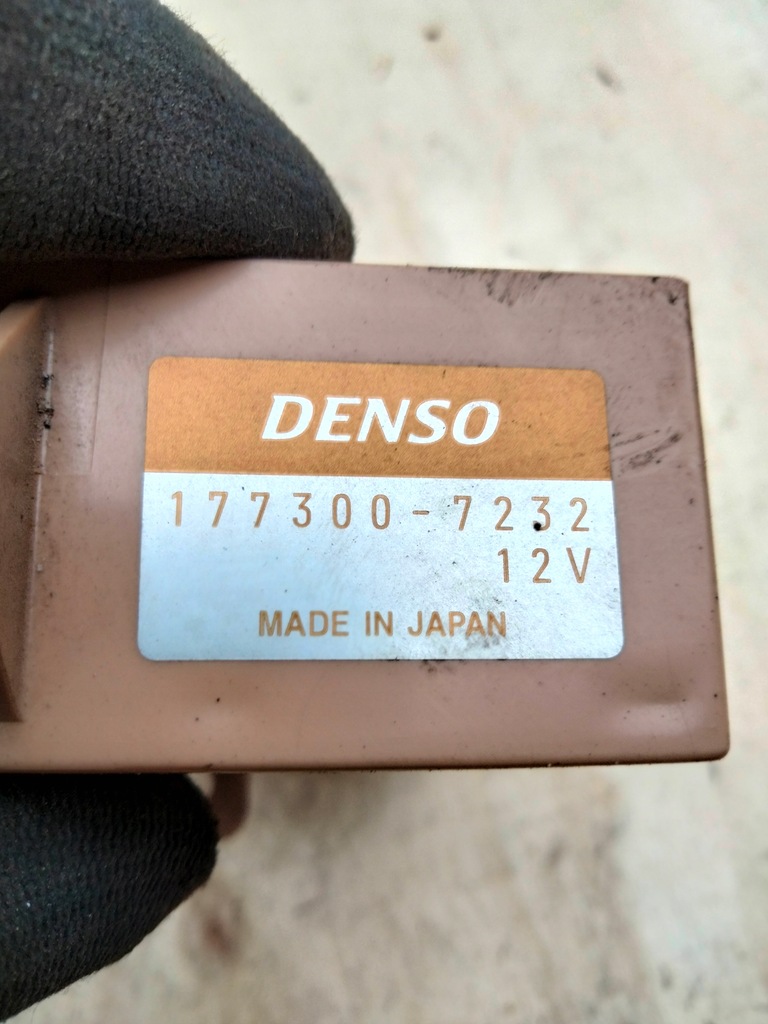 DENSO
177300-7232
12V
MADE IN JAPAN